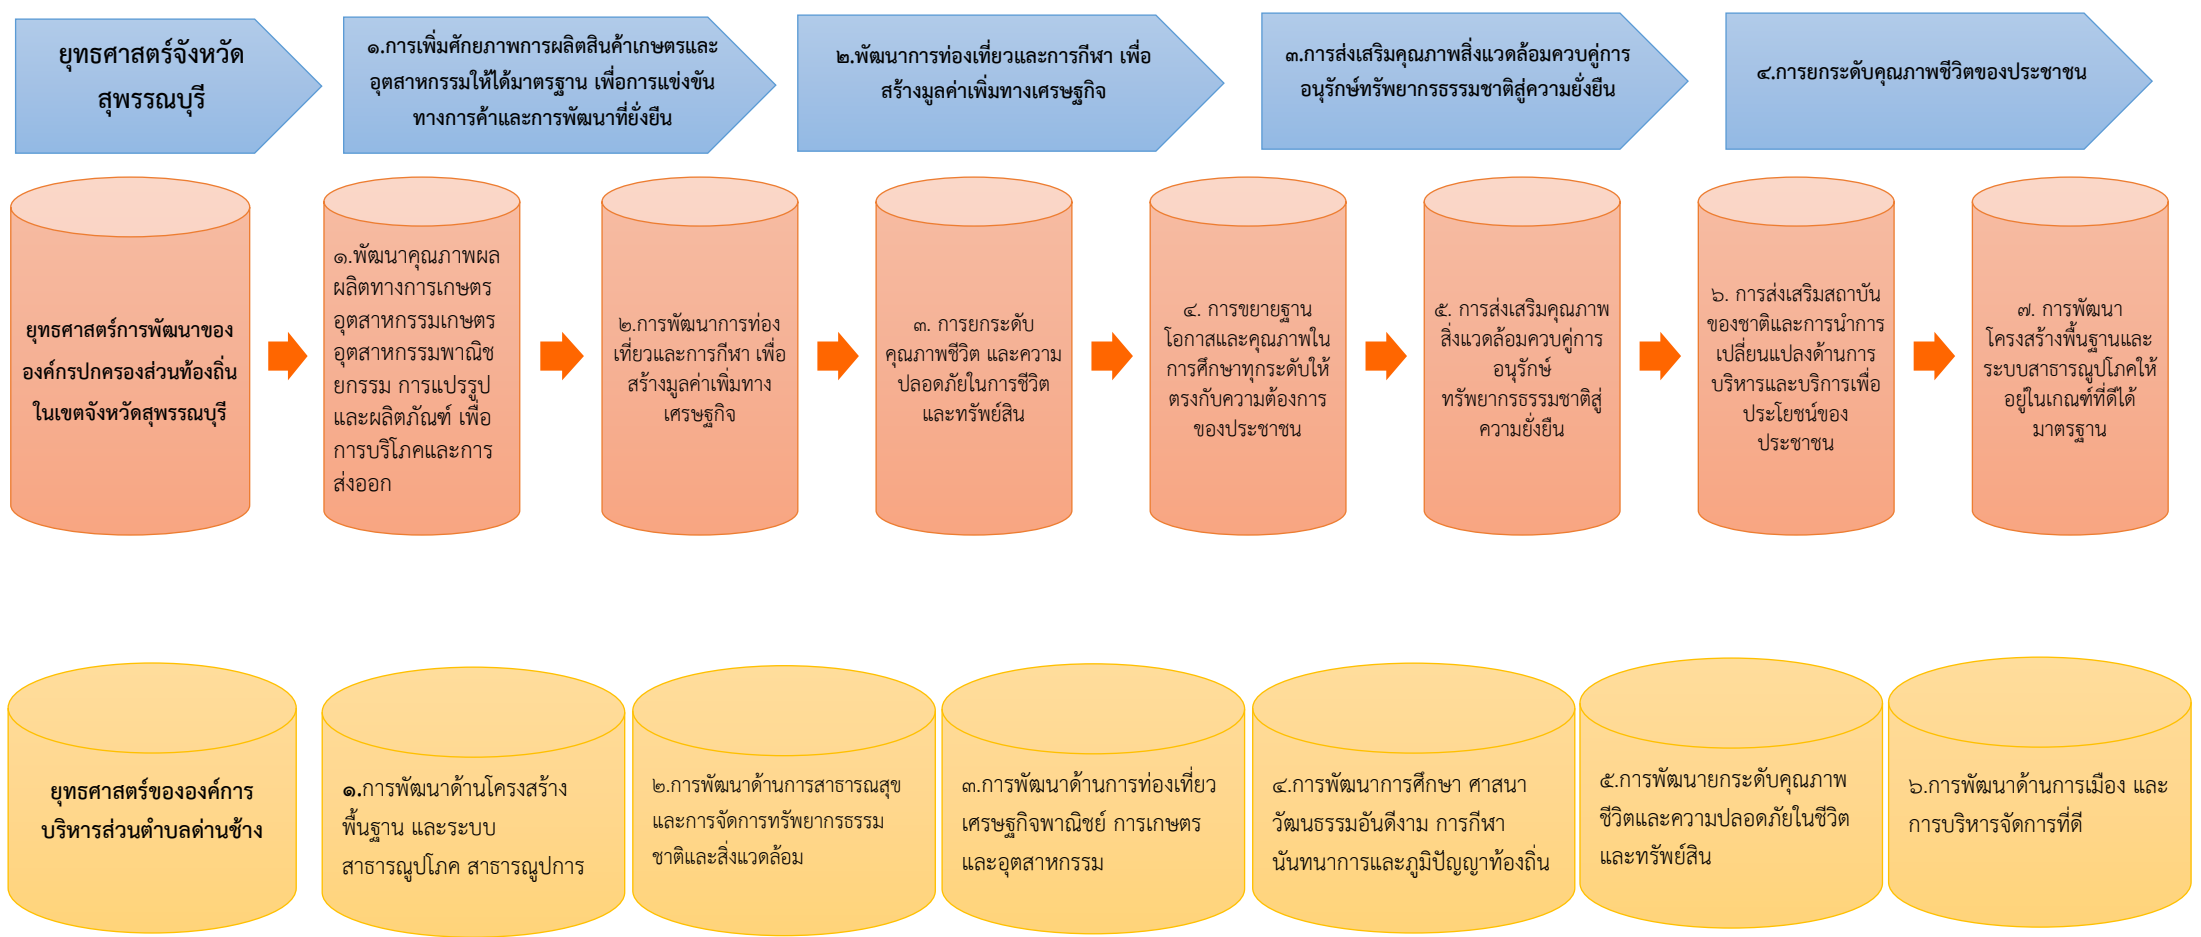 ยุทธศาสตร์จังหวัด
สุพรรณบุรี
๑.การเพิ่มศักยภาพการผลิตสินค้าเกษตรและ
อุตสาหกรรมให้ได้มาตรฐาน เพื่อการแข่งขัน
ทางการค้าและการพัฒนาที่ยั่งยืน
๒.พัฒนาการท่องเที่ยวและการกีฬา เพื่อ
สร้างมูลค่าเพิ่มทางเศรษฐกิจ
๓.การส่งเสริมคุณภาพสิ่งแวดล้อมควบคู่การ
อนุรักษ์ทรัพยากรธรรมชาติสู่ความยั่งยืน
๔.การยกระดับคุณภาพชีวิตของประชาชน
ยุทธศาสตร์การพัฒนาของ
องค์กรปกครองส่วนท้องถิ่น
ในเขตจังหวัดสุพรรณบุรี
๑.พัฒนาคุณภาพผล
ผลิตทางการเกษตร
อุตสาหกรรมเกษตร
อุตสาหกรรมพาณิช
ยกรรม การแปรรูป
และผลิตภัณฑ์ เพื่อ
การบริโภคและการ
ส่งออก
๒.การพัฒนาการท่อง
เที่ยวและการกีฬา เพื่อ
สร้างมูลค่าเพิ่มทาง
เศรษฐกิจ
๓. การยกระดับ
คุณภาพชีวิต และความ
ปลอดภัยในการชีวิต
และทรัพย์สิน
๔. การขยายฐาน
โอกาสและคุณภาพใน
การศึกษาทุกระดับให้
ตรงกับความต้องการ
ของประชาชน
๕. การส่งเสริมคุณภาพ
สิ่งแวดล้อมควบคู่การ
อนุรักษ์
ทรัพยากรธรรมชาติสู่
ความยั่งยืน
๖. การส่งเสริมสถาบัน
ของชาติและการนำการ
เปลี่ยนแปลงด้านการ
บริหารและบริการเพื่อ
ประโยชน์ของ
ประชาชน
๗. การพัฒนา
โครงสร้างพื้นฐานและ
ระบบสาธารณูปโภคให้
อยู่ในเกณฑ์ที่ดีได้
มาตรฐาน
ยุทธศาสตร์ขององค์การ
บริหารส่วนตำบลด่านช้าง
๑.การพัฒนาด้านโครงสร้าง
พื้นฐาน และระบบ
สาธารณูปโภค สาธารณูปการ
๒.การพัฒนาด้านการสาธารณสุข
และการจัดการทรัพยากรธรรม
ชาติและสิ่งแวดล้อม
๓.การพัฒนาด้านการท่องเที่ยว
เศรษฐกิจพาณิชย์ การเกษตร
และอุตสาหกรรม
๔.การพัฒนาการศึกษา ศาสนา
วัฒนธรรมอันดีงาม การกีฬา
นันทนาการและภูมิปัญญาท้องถิ่น
๕.การพัฒนายกระดับคุณภาพ
ชีวิตและความปลอดภัยในชีวิต
และทรัพย์สิน
๖.การพัฒนาด้านการเมือง และ
การบริหารจัดการที่ดี